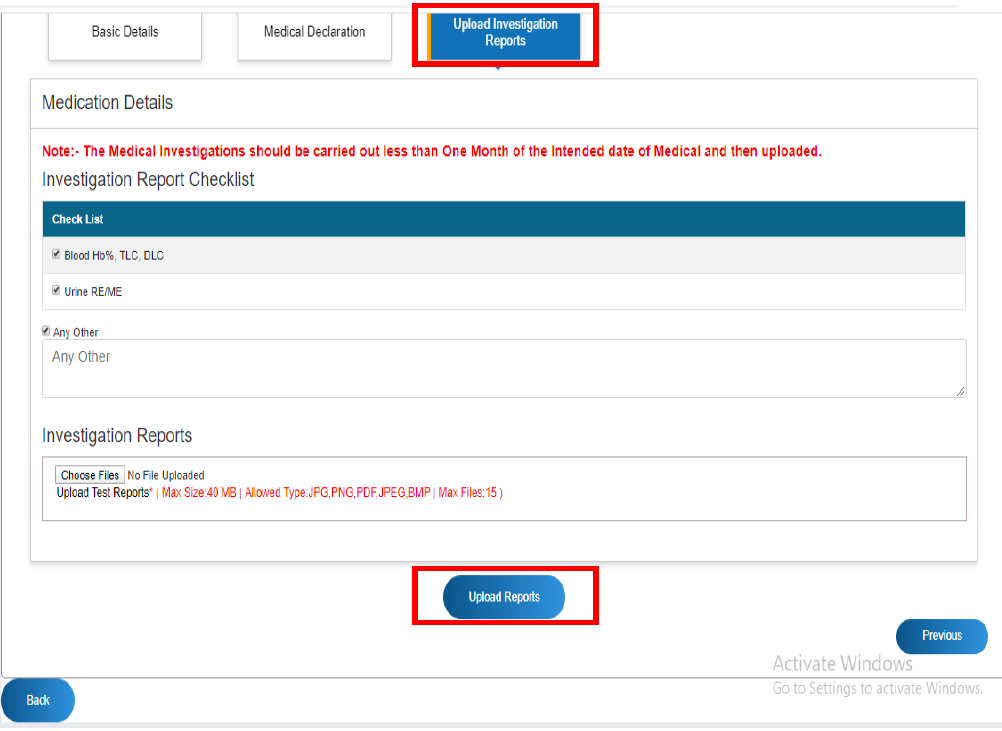 Basic Details
Medical Declaration
Upload Investigation
Reports
Medication Details
Note:- The Medical Investigations should be carried out less than One Month of the Intended date of Medical and then uploaded.
Investigation Report Checklist
Check List
Blood Hb%, TLC, DLC
Urine RE/ME
Any Other
Any Other
Investigation Reports
Choose Files No File Uploaded
Upload Test Reports* ( Max Size:40 MB | Allowed Type:JPG,PNG,PDF,JPEG,BMP | Max Files:15 )
Upload Reports
Previous
Activate Windows
Go to Settings to activate Windows.
Back